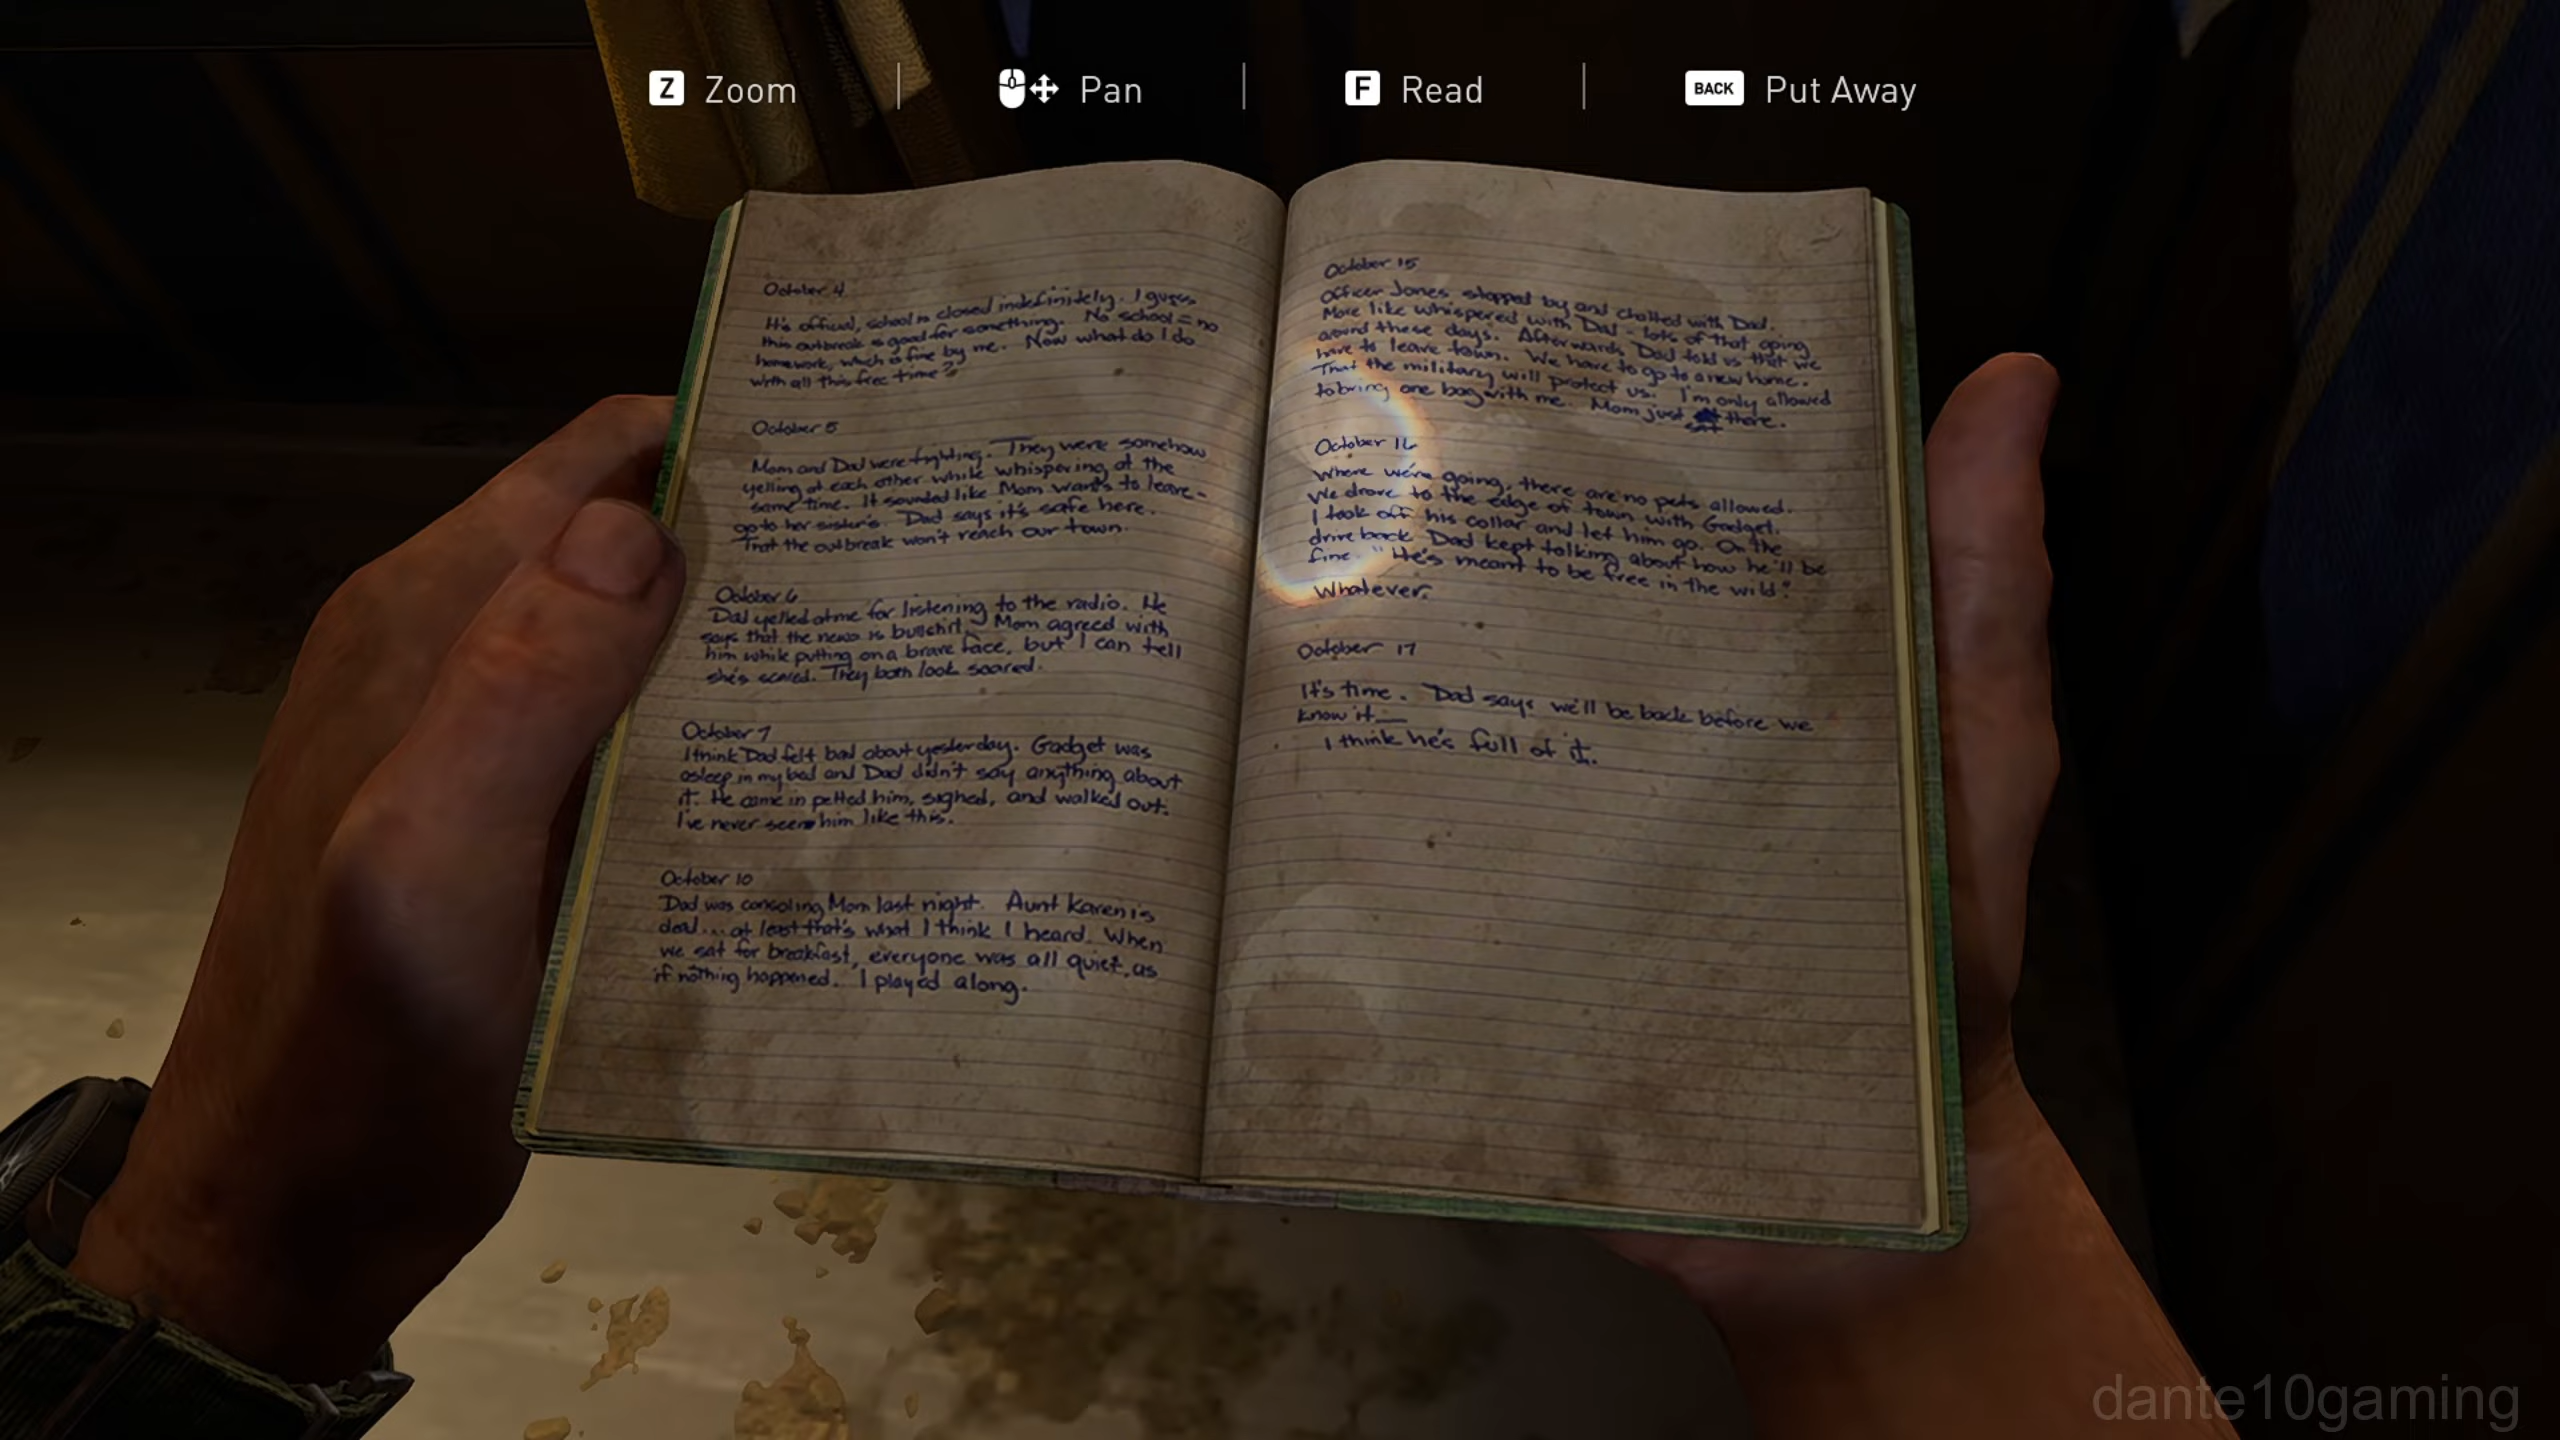 Z Zoom
Pan
F Read
BACK Put Away
October 4
It's official, school is closed indefinitely. I guess
this outbreak is good for something. No school = no
homework, which is fine by me. Now what do I do
with all this free time?
October 5
Mom and Dad were fighting. They were somehow
yelling at each other while whispering at the
same time. It sounded like Mom wants to leave -
go to her sister's. Dad says it's safe here.
That the outbreak won't reach our town.
October 6
Dad yelled at me for listening to the radio. He
says that the news is bullshit. Mom agreed with
him while putting on a brave face, but I can tell
she's scared. They both look scared.
October 7
I think Dad felt bad about yesterday. Gadget was
asleep in my bed and Dad didn't say anything about
it. He came in petted him, sighed, and walked out.
I've never seen him like this.
October 10
Dad was consoling Mom last night. Aunt Karen is
dead... at least that's what I think I heard. When
we sat for breakfast, everyone was all quiet, as
if nothing happened. I played along.
October 15
Officer Jones stopped by and chatted with Dad.
More like whispered with Dad - lots of that going
around these days. Afterwards, Dad told us that we
have to leave town. We have to go to a new home.
That the military will protect us. I'm only allowed
to bring one bag with me. Mom just sat there.
October 16
Where we're going, there are no pets allowed.
We drove to the edge of town with Gadget.
I took off his collar and let him go. On the
drive back Dad kept talking about how he'll be
fine. "He's meant to be free in the wild."
Whatever.
October 17
It's time. Dad says we'll be back before we
know it
I think he's full of it.
dante10gaming